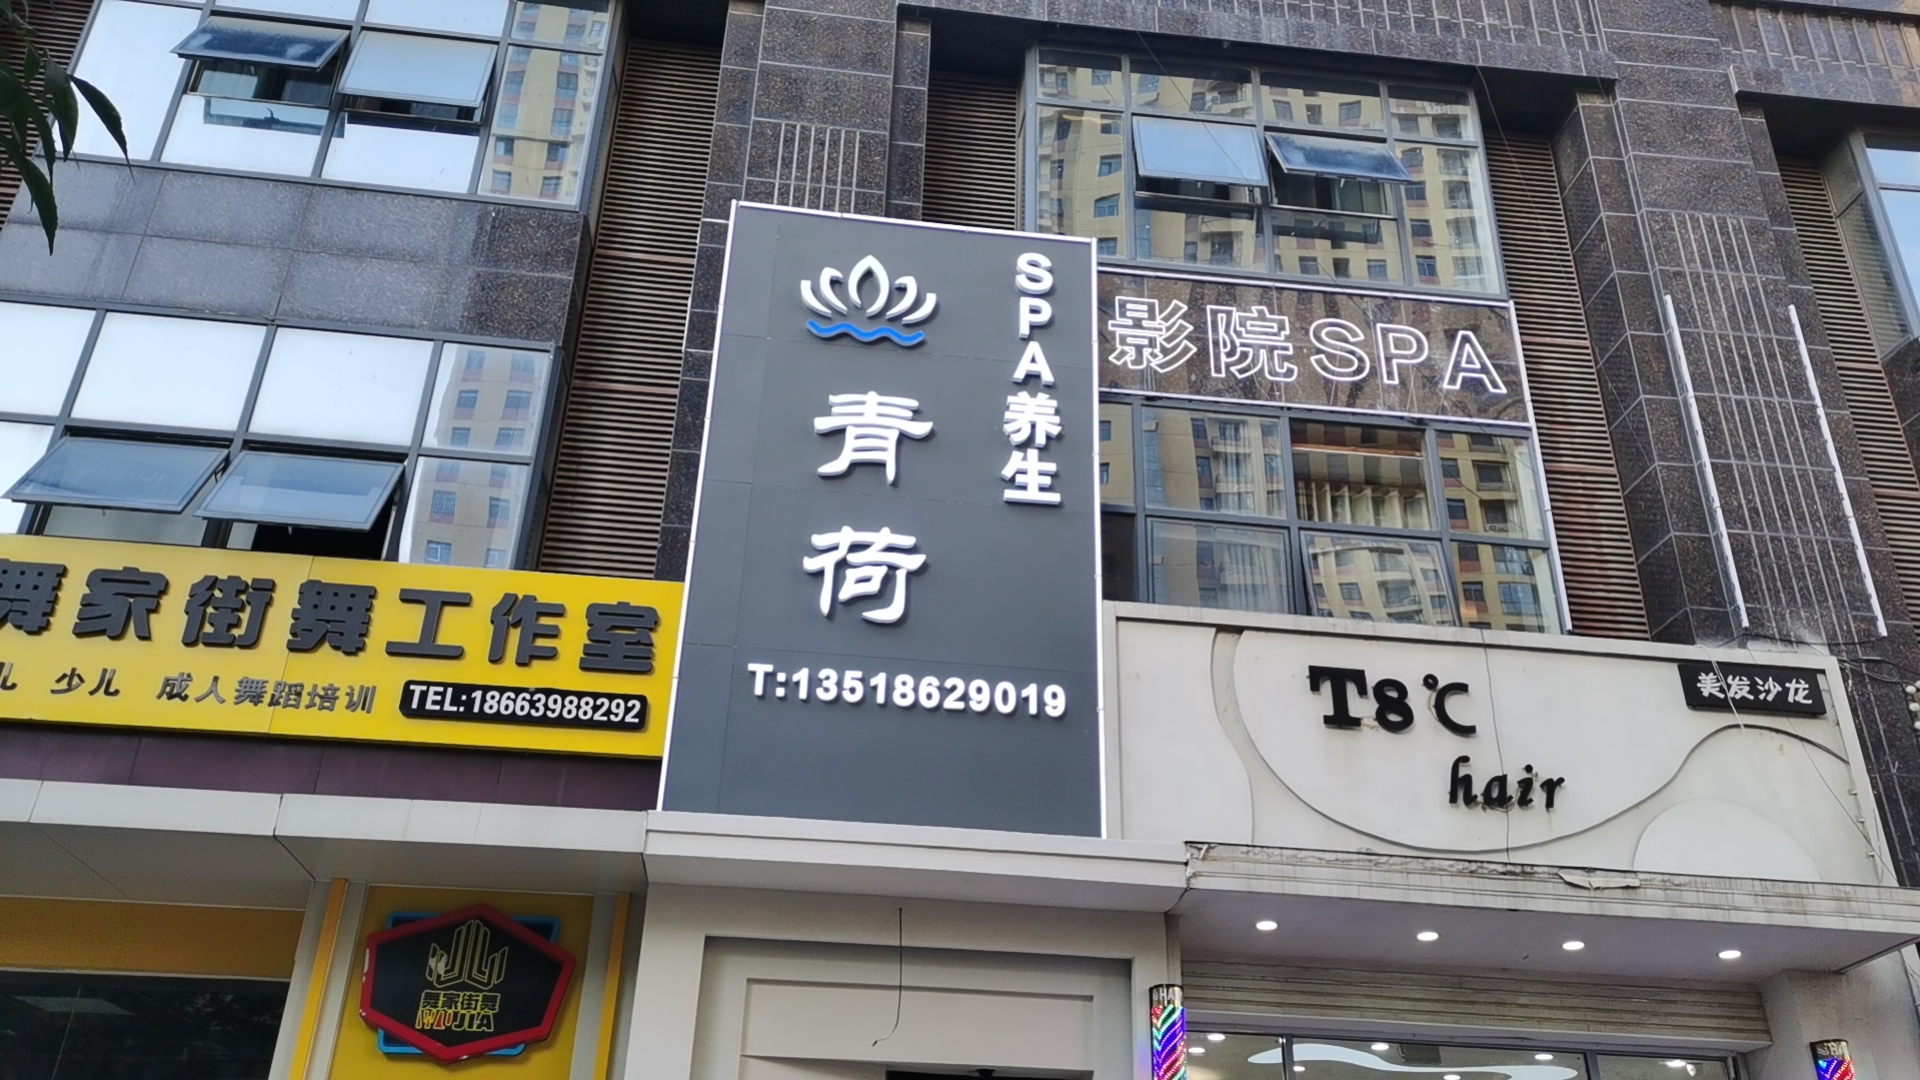 舞家街舞工作室
少儿 成人舞蹈培训
TEL:18663988292
SPA养生
青荷
T:13518629019
影院SPA
T8℃
hair
美发沙龙
舞家街舞
WUJIA